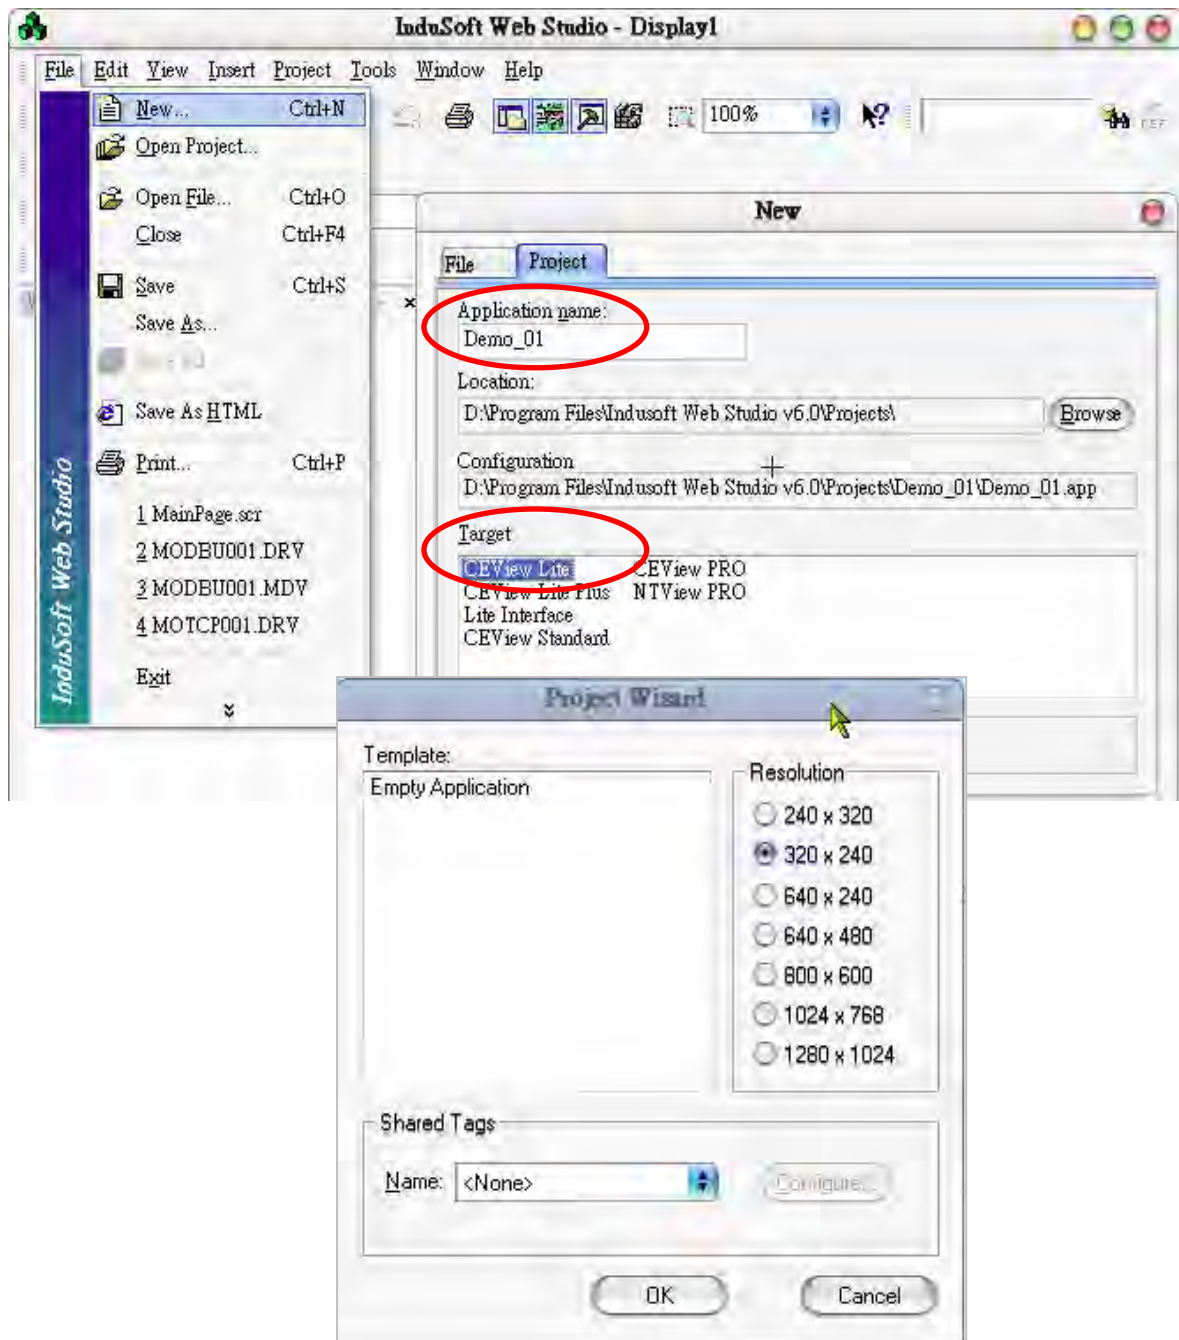 InduSoft Web Studio - Display1
File Edit View Insert Project Tools Window Help
New... Ctrl+N
Open Project...
Open File... Ctrl+O
Close Ctrl+F4
Save Ctrl+S
Save As...
Save As HTML
Print... Ctrl+P
1 MainPage.scr
2 MODBU001.DRV
3 MODBU001.MDV
4 MOTCP001.DRV
Exit
InduSoft Web Studio
100%
New
File Project
Application name:
Demo_01
Location:
D:\Program Files\Indusoft Web Studio v6.0\Projects\ Browse
Configuration
D:\Program Files\Indusoft Web Studio v6.0\Projects\Demo_01\Demo_01.app
Target
CEView Lite CEView PRO
CEView Lite Plus NTView PRO
Lite Interface
CEView Standard
Project Wizard
Template:
Empty Application
Resolution
240 x 320
320 x 240
640 x 240
640 x 480
800 x 600
1024 x 768
1280 x 1024
Shared Tags
Name: <None> Configure...
OK Cancel